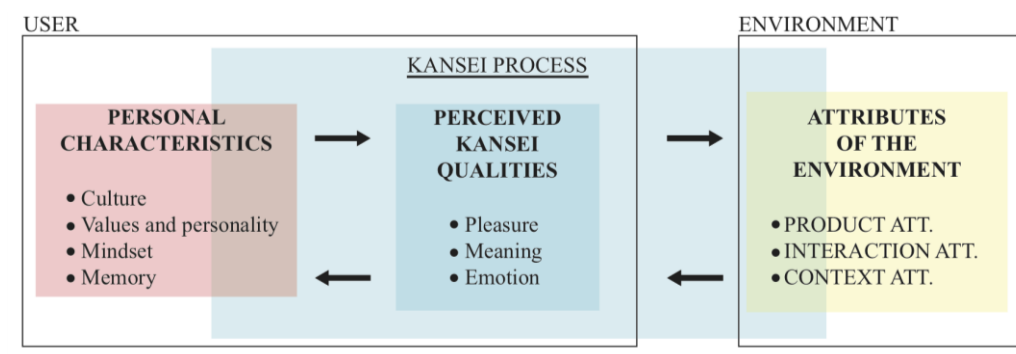 USER
ENVIRONMENT
KANSEI PROCESS
PERSONAL
CHARACTERISTICS
• Culture
• Values and personality
• Mindset
• Memory
PERCEIVED
KANSEI
QUALITIES
• Pleasure
• Meaning
• Emotion
ATTRIBUTES
OF THE
ENVIRONMENT
• PRODUCT ATT.
• INTERACTION ATT.
• CONTEXT ATT.